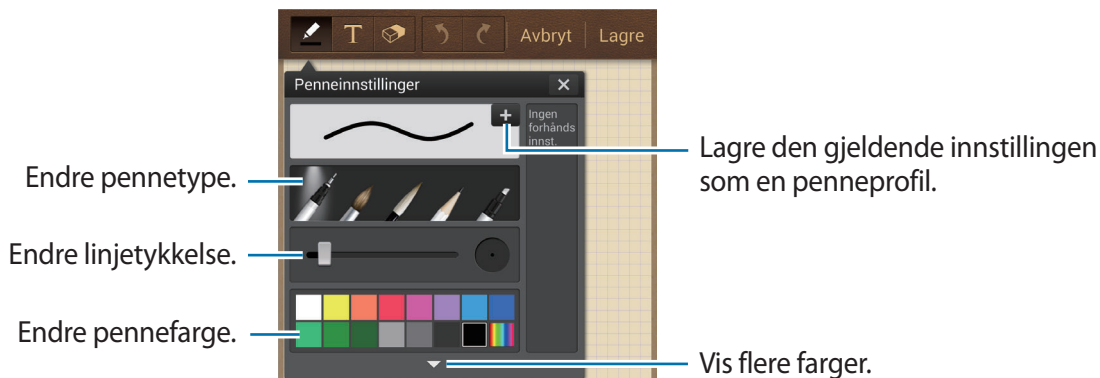 T Avbryt Lagre
Penneinnstillinger
Ingen
forhånds
innst.
Lagre den gjeldende innstillingen
som en penneprofil.
Endre pennetype.
Endre linjetykkelse.
Endre pennefarge.
Vis flere farger.